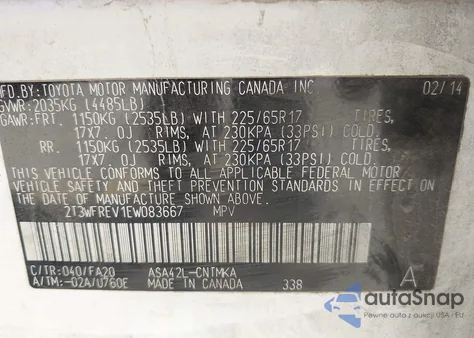 MFD.BY: TOYOTA MOTOR MANUFACTURING CANADA INC. 02/14
GVWR: 2035KG (4485LB)
GAWR: FRT. 1150KG (2535LB) WITH 225/65R17 TIRES,
17X7.0J RIMS, AT 230KPA (33PSI) COLD.
RR. 1150KG (2535LB) WITH 225/65R17 TIRES,
17X7.0J RIMS, AT 230KPA (33PSI) COLD.
THIS VEHICLE CONFORMS TO ALL APPLICABLE FEDERAL MOTOR
VEHICLE SAFETY AND THEFT PREVENTION STANDARDS IN EFFECT ON
THE DATE OF MANUFACTURE SHOWN ABOVE.
2T3WFREV1EW083667 MPV
C/TR: 040/FA20 ASA42L-CNTMKA A
A/TM: -02A/U760E MADE IN CANADA 338
autoSnap
Pewne auto z USA - EU